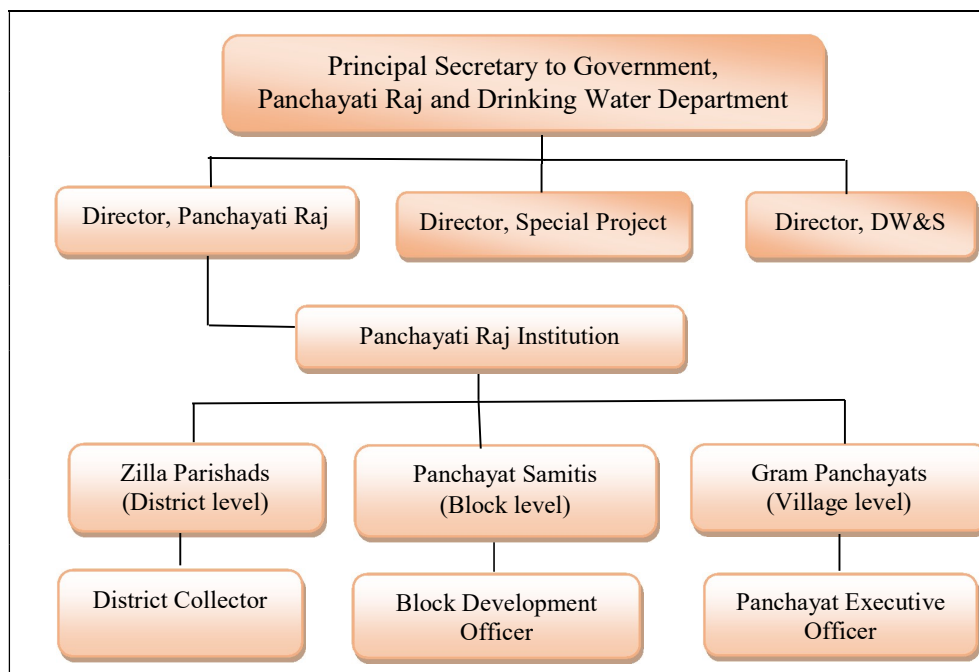 Principal Secretary to Government,
Panchayati Raj and Drinking Water Department
Director, Panchayati Raj
Director, Special Project
Director, DW&S
Panchayati Raj Institution
Zilla Parishads
(District level)
Panchayat Samitis
(Block level)
Gram Panchayats
(Village level)
District Collector
Block Development
Officer
Panchayat Executive
Officer